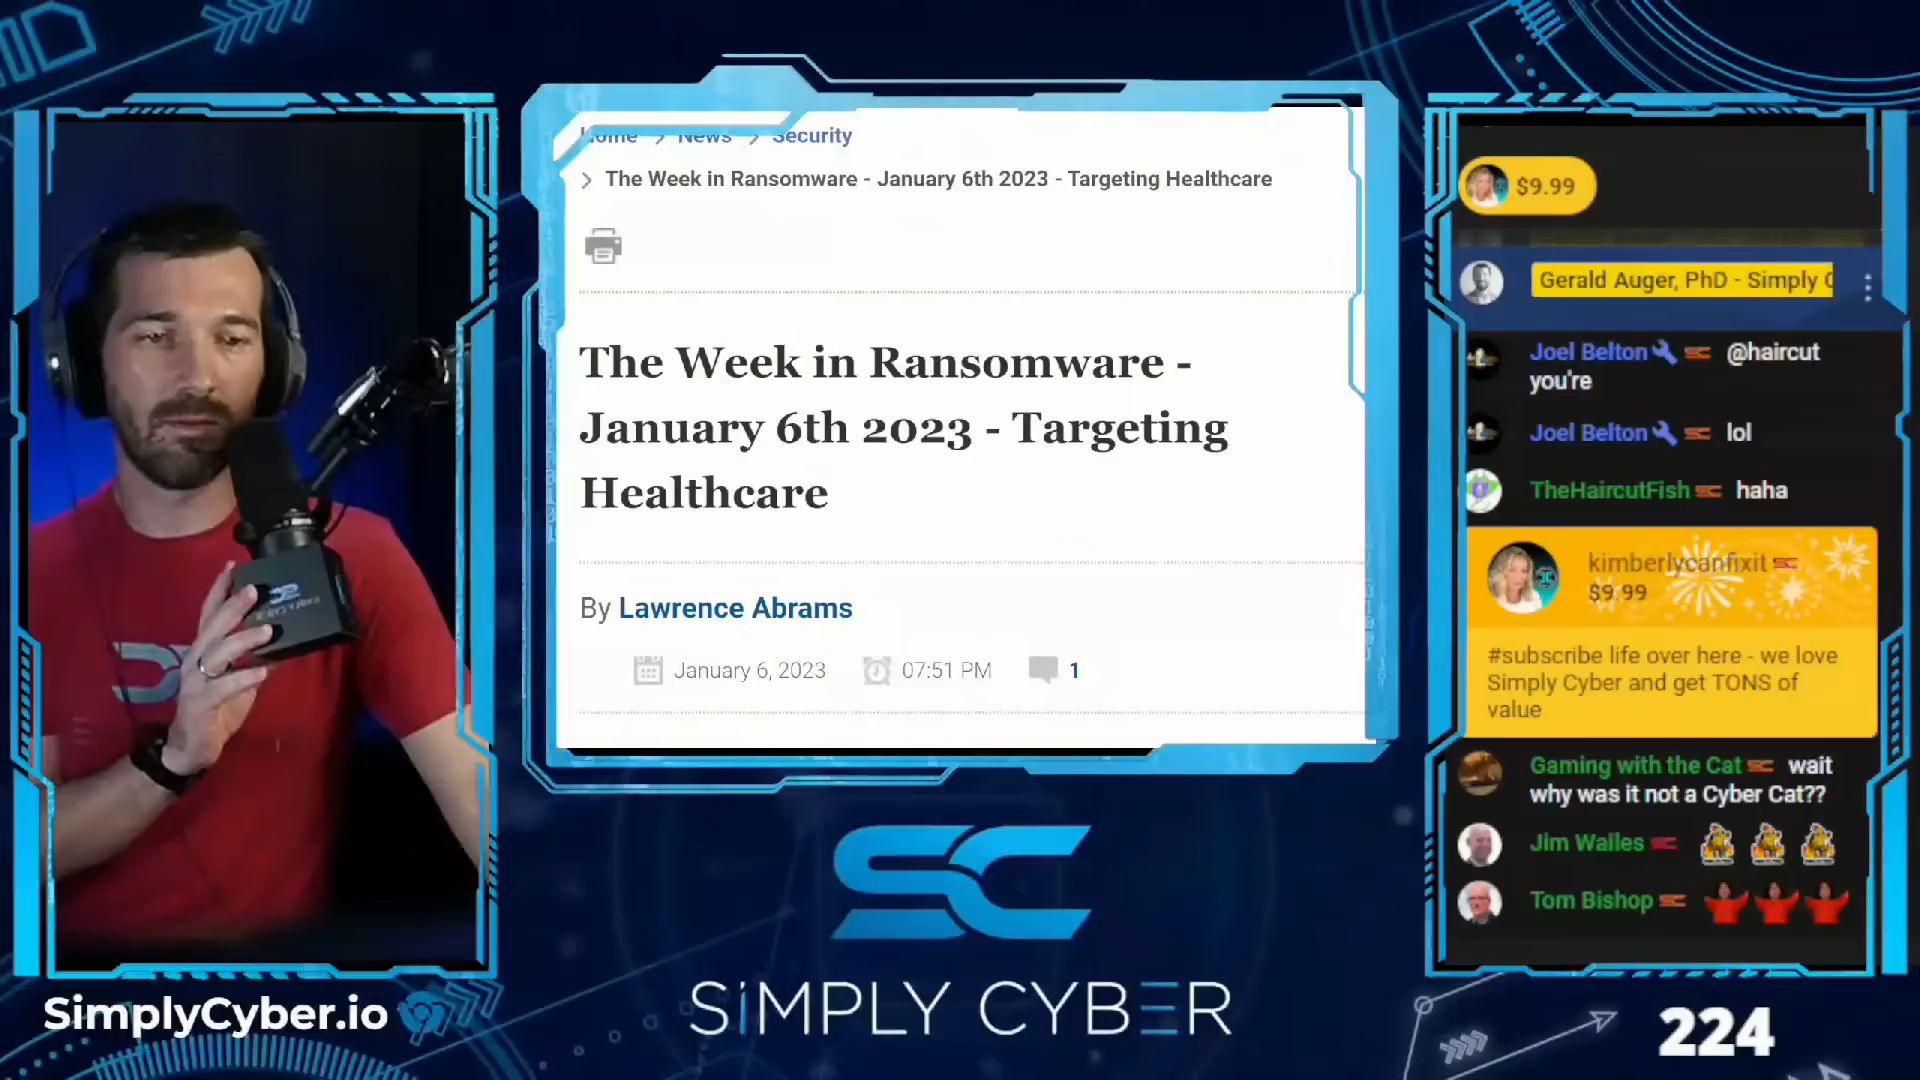 Home > News > Security
> The Week in Ransomware - January 6th 2023 - Targeting Healthcare
The Week in Ransomware -
January 6th 2023 - Targeting
Healthcare
By Lawrence Abrams
January 6, 2023 07:51 PM 1
SC
SiMPLY CYBER
SimplyCyber.io
$9.99
Gerald Auger, PhD - Simply C
Joel Belton @haircut
you're
Joel Belton lol
TheHaircutFish haha
kimberlycanfixit
$9.99
#subscribe life over here - we love
Simply Cyber and get TONS of
value
Gaming with the Cat wait
why was it not a Cyber Cat??
Jim Wailes
Tom Bishop
224